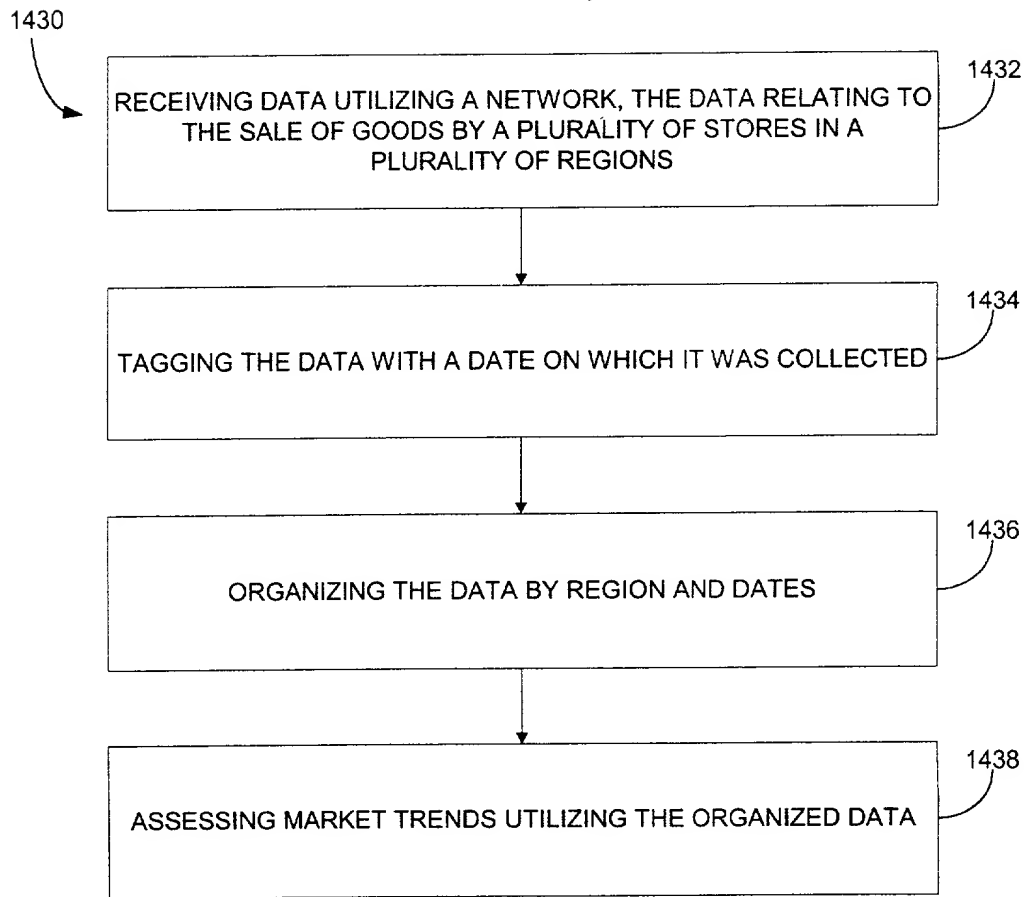 1430
1432
RECEIVING DATA UTILIZING A NETWORK, THE DATA RELATING TO
THE SALE OF GOODS BY A PLURALITY OF STORES IN A
PLURALITY OF REGIONS
1434
TAGGING THE DATA WITH A DATE ON WHICH IT WAS COLLECTED
1436
ORGANIZING THE DATA BY REGION AND DATES
1438
ASSESSING MARKET TRENDS UTILIZING THE ORGANIZED DATA